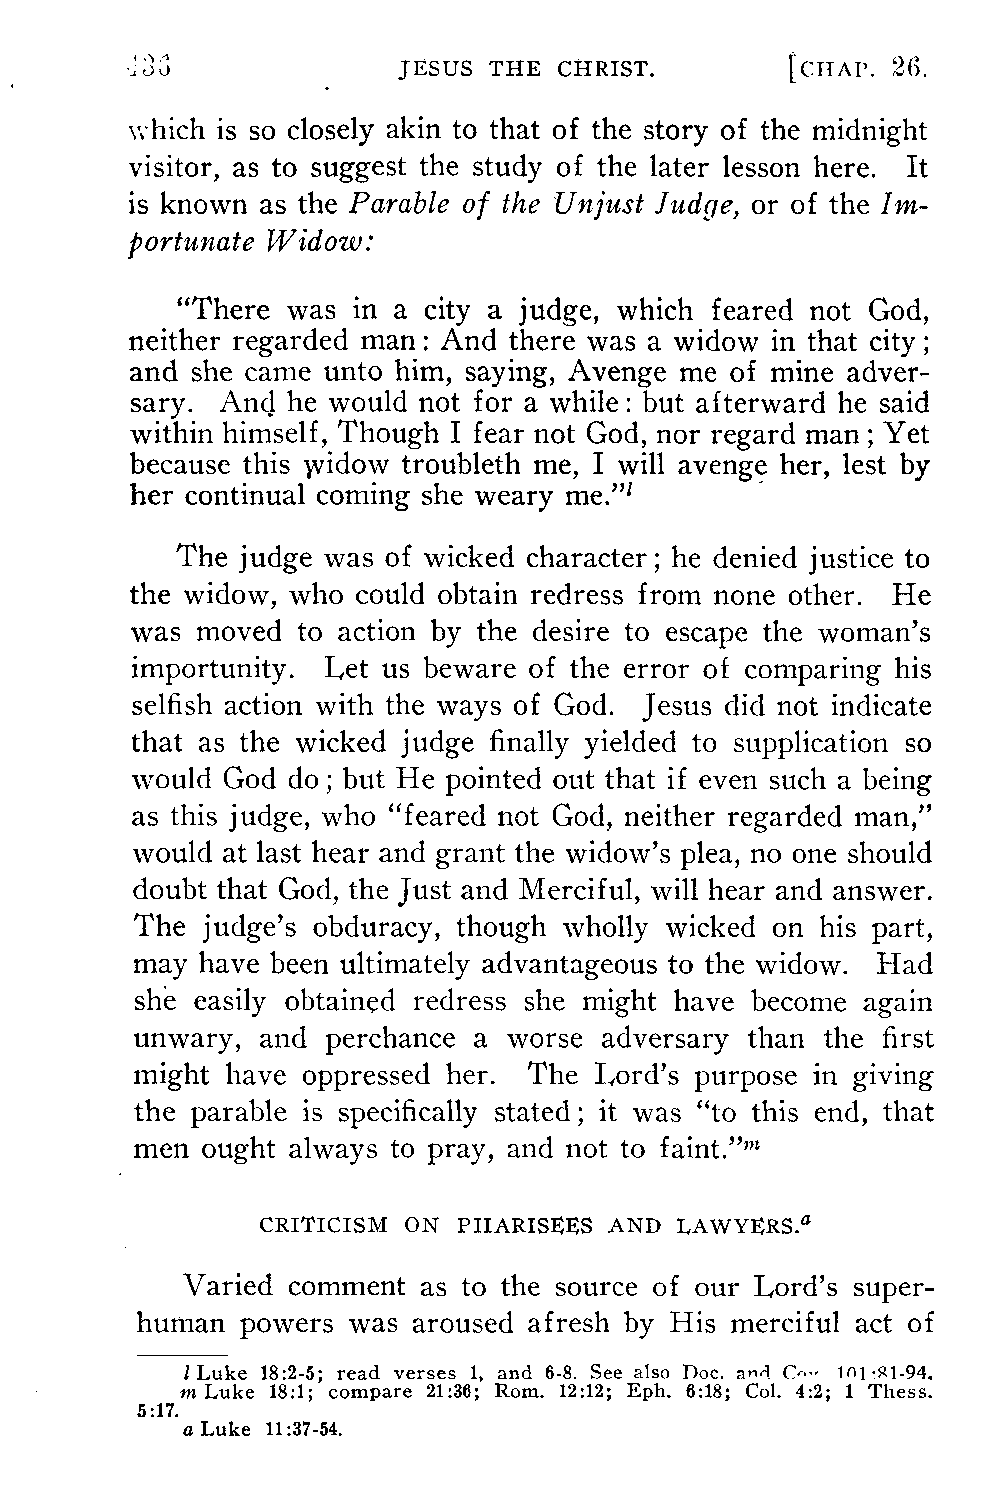 436 JESUS THE CHRIST. [CHAP. 26.
which is so closely akin to that of the story of the midnight
visitor, as to suggest the study of the later lesson here. It
is known as the Parable of the Unjust Judge, or of the Im-
portunate Widow:
“There was in a city a judge, which feared not God,
neither regarded man: And there was a widow in that city;
and she came unto him, saying, Avenge me of mine adver-
sary. And he would not for a while: but afterward he said
within himself, Though I fear not God, nor regard man; Yet
because this widow troubleth me, I will avenge her, lest by
her continual coming she weary me.”l
The judge was of wicked character; he denied justice to
the widow, who could obtain redress from none other. He
was moved to action by the desire to escape the woman’s
importunity. Let us beware of the error of comparing his
selfish action with the ways of God. Jesus did not indicate
that as the wicked judge finally yielded to supplication so
would God do; but He pointed out that if even such a being
as this judge, who “feared not God, neither regarded man,”
would at last hear and grant the widow’s plea, no one should
doubt that God, the Just and Merciful, will hear and answer.
The judge’s obduracy, though wholly wicked on his part,
may have been ultimately advantageous to the widow. Had
she easily obtained redress she might have become again
unwary, and perchance a worse adversary than the first
might have oppressed her. The Lord’s purpose in giving
the parable is specifically stated; it was “to this end, that
men ought always to pray, and not to faint.”m
CRITICISM ON PHARISEES AND LAWYERS.a
Varied comment as to the source of our Lord’s super-
human powers was aroused afresh by His merciful act of
l Luke 18:2-5; read verses 1, and 6-8. See also Doc. and Cov. 101:81-94.
m Luke 18:1; compare 21:36; Rom. 12:12; Eph. 6:18; Col. 4:2; 1 Thess.
5:17.
a Luke 11:37-54.